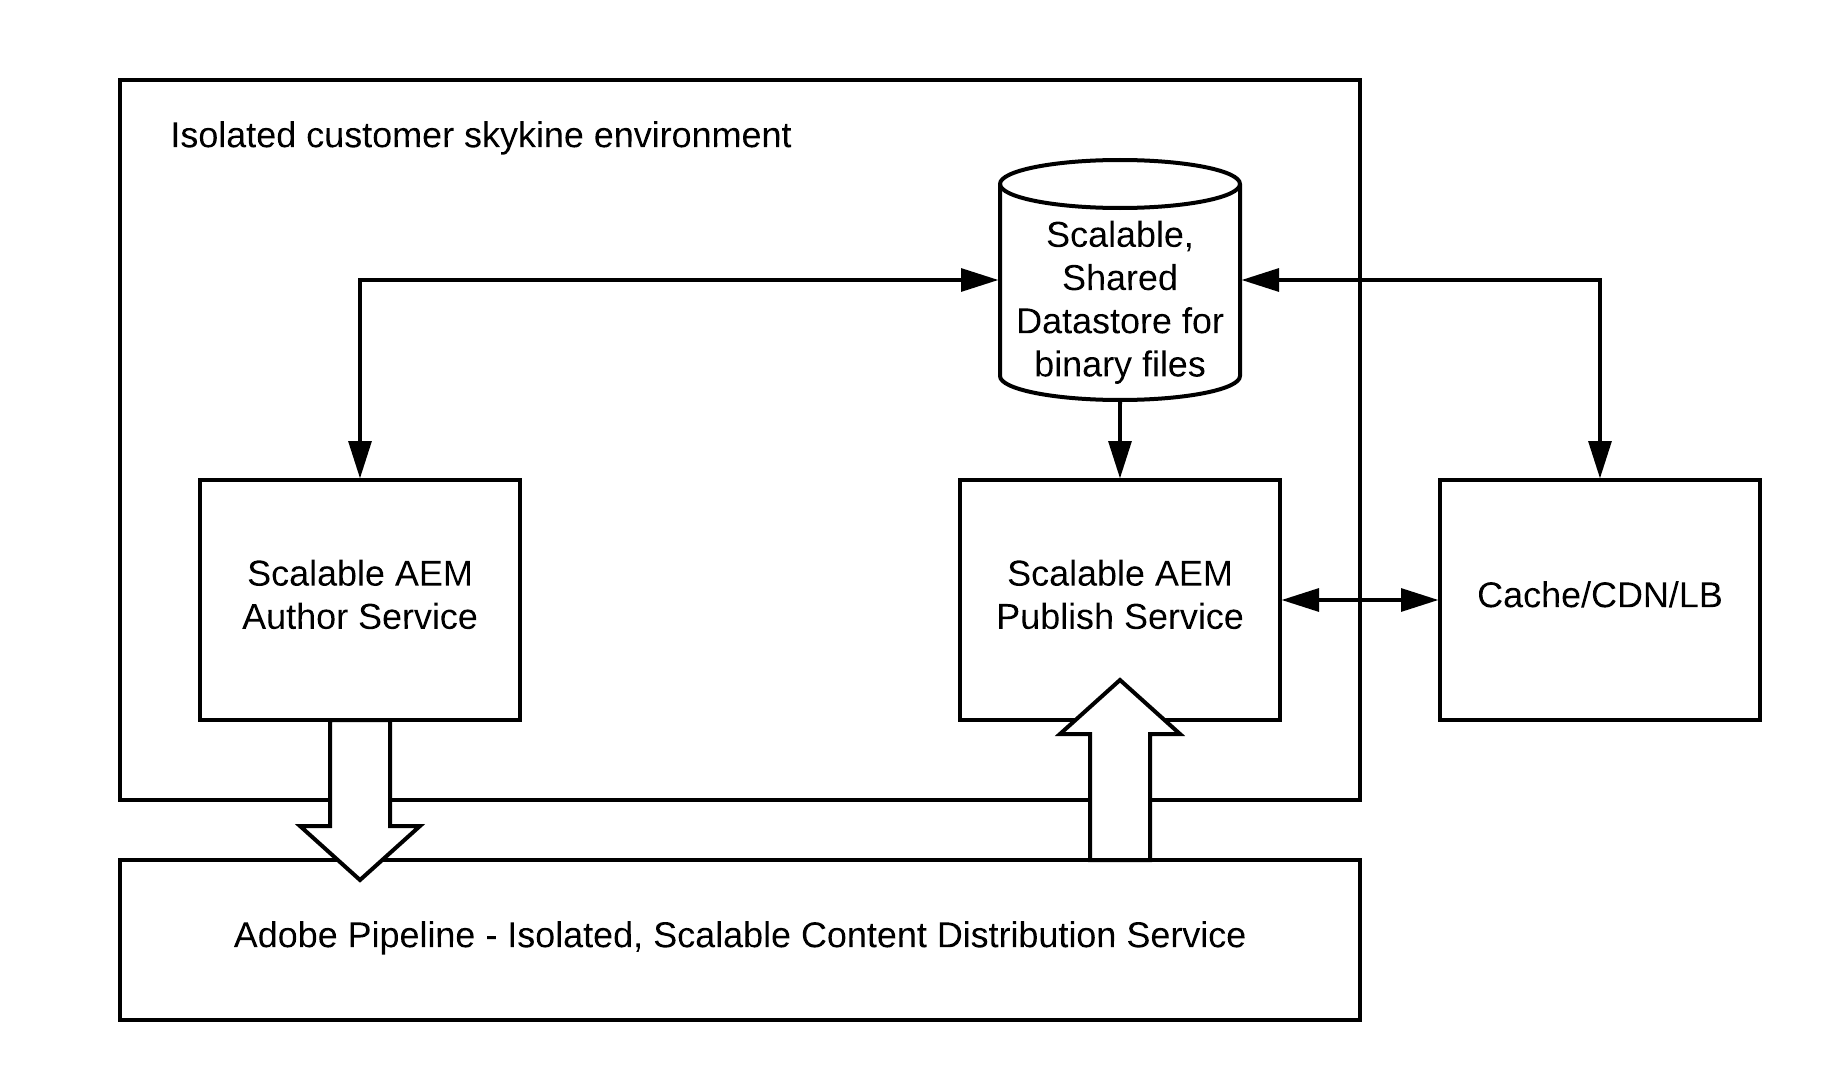 Isolated customer skykine environment
Scalable,
Shared
Datastore for
binary files
Scalable AEM
Author Service
Scalable AEM
Publish Service
Cache/CDN/LB
Adobe Pipeline - Isolated, Scalable Content Distribution Service